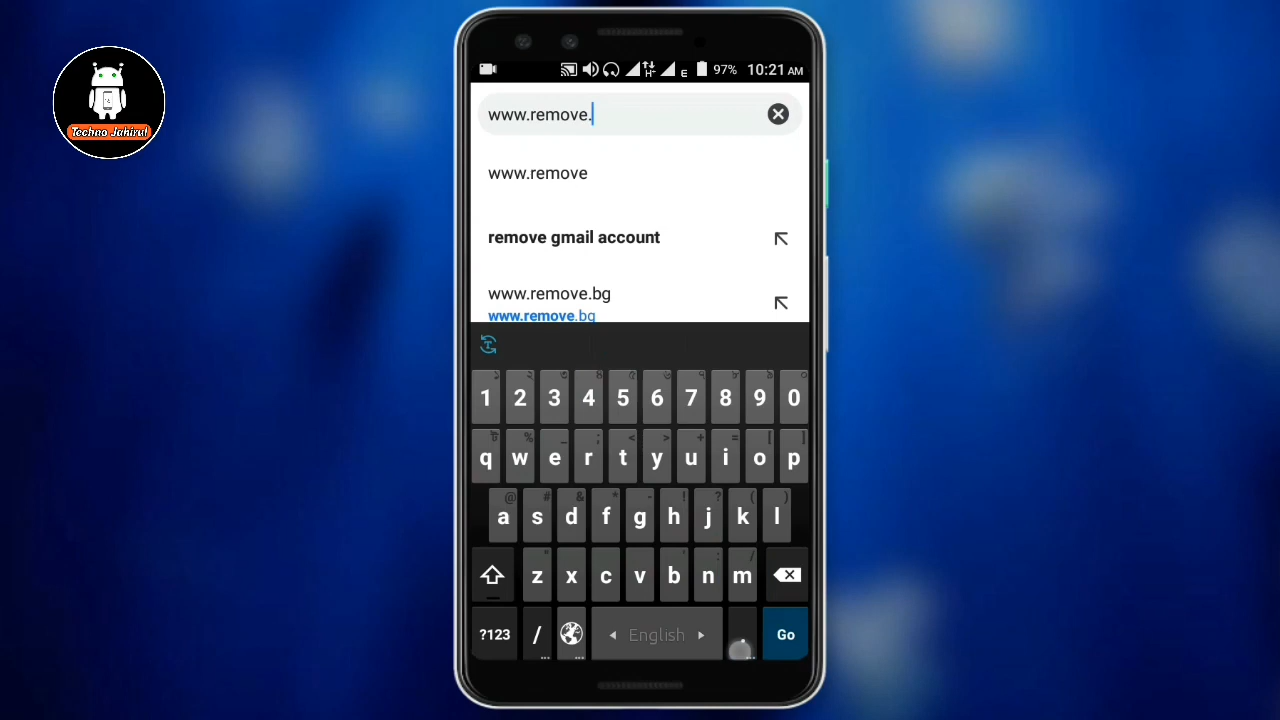 Techno Jahirul
H
E
97%
10:21 AM
www.remove.
www.remove
remove gmail account
www.remove.bg
www.remove.bg
T
1 2 3 4 5 6 7 8 9 0
% _ : < > + = [ ]
q w e r t y u i o p
@ # & * - ! ? ( )
a s d f g h j k l
" ' : /
z x c v b n m
?123 / English . Go